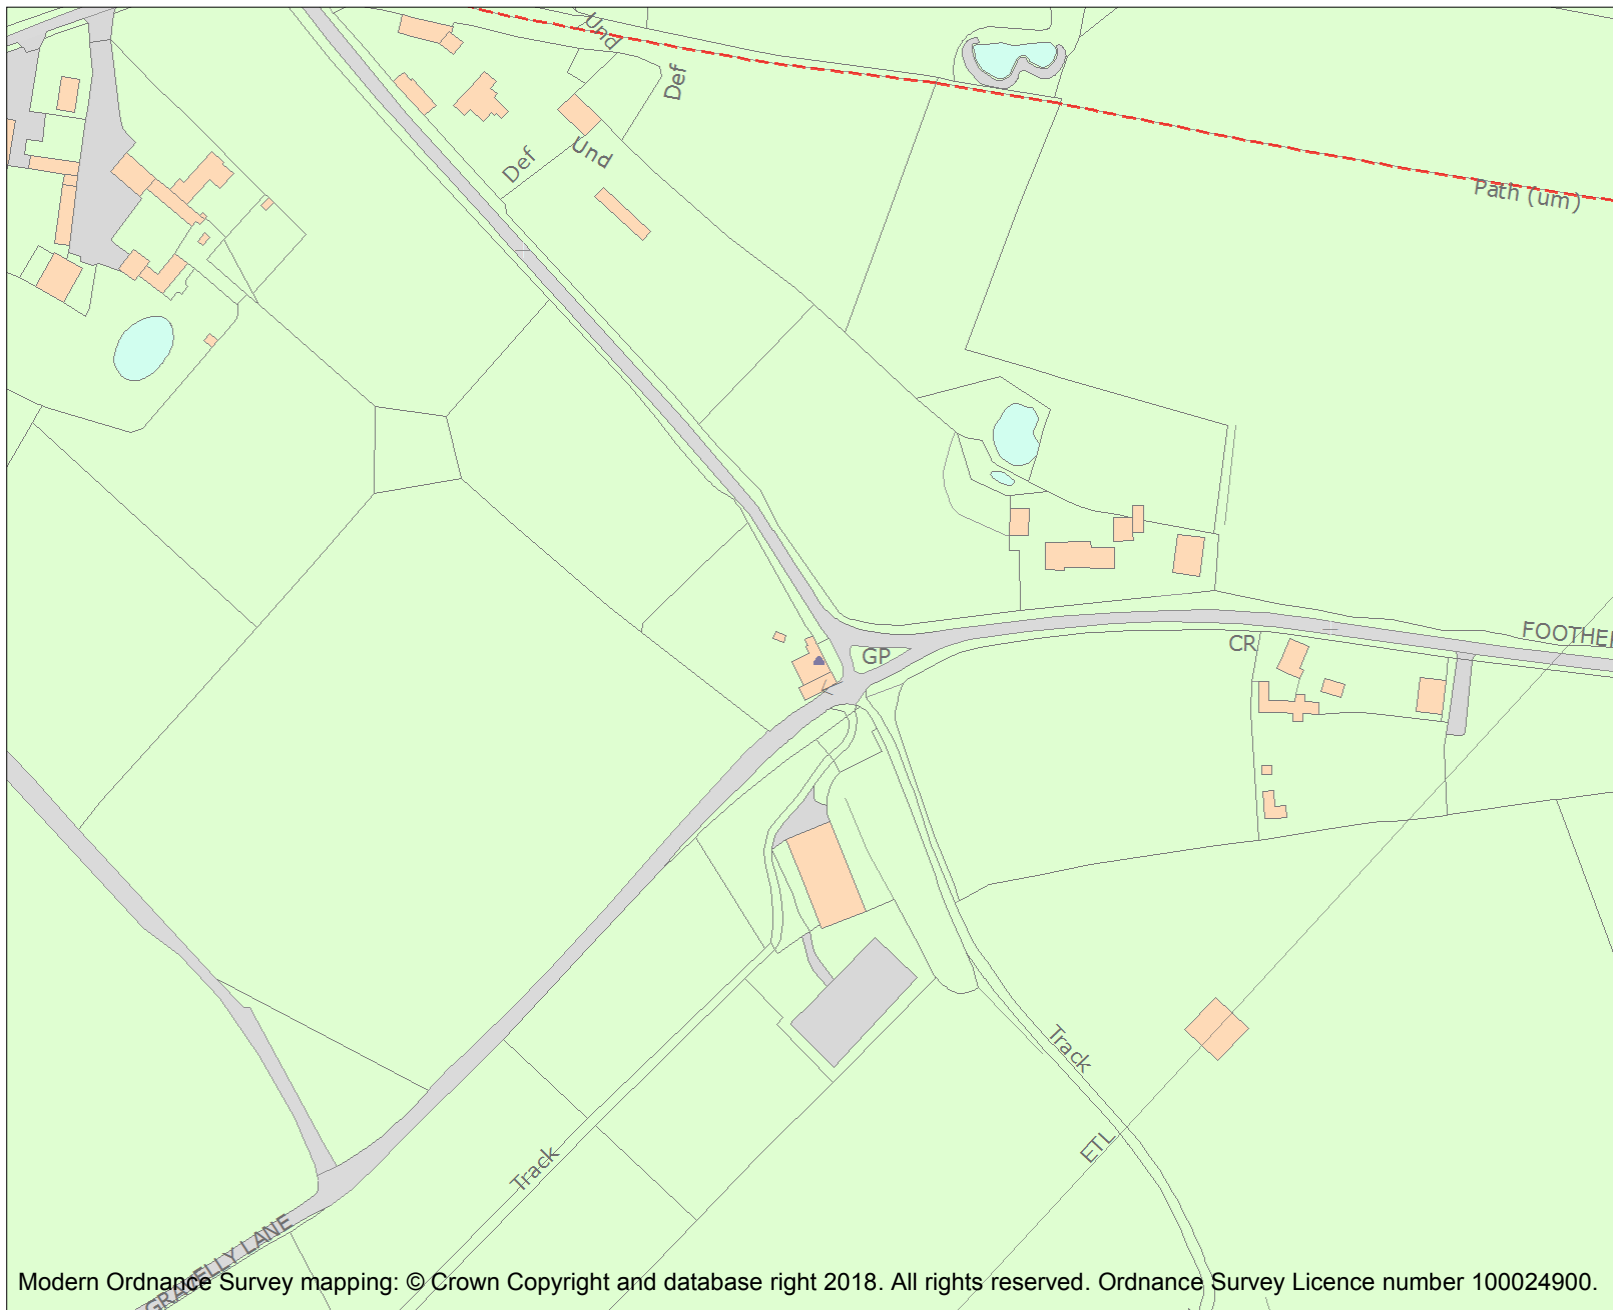 Und
Def
Def
Und
Path (um)
FOOTHE
CR
GP
Track
ETL
Track
GRAVELLY LANE
Modern Ordnance Survey mapping: © Crown Copyright and database right 2018. All rights reserved. Ordnance Survey Licence number 100024900.